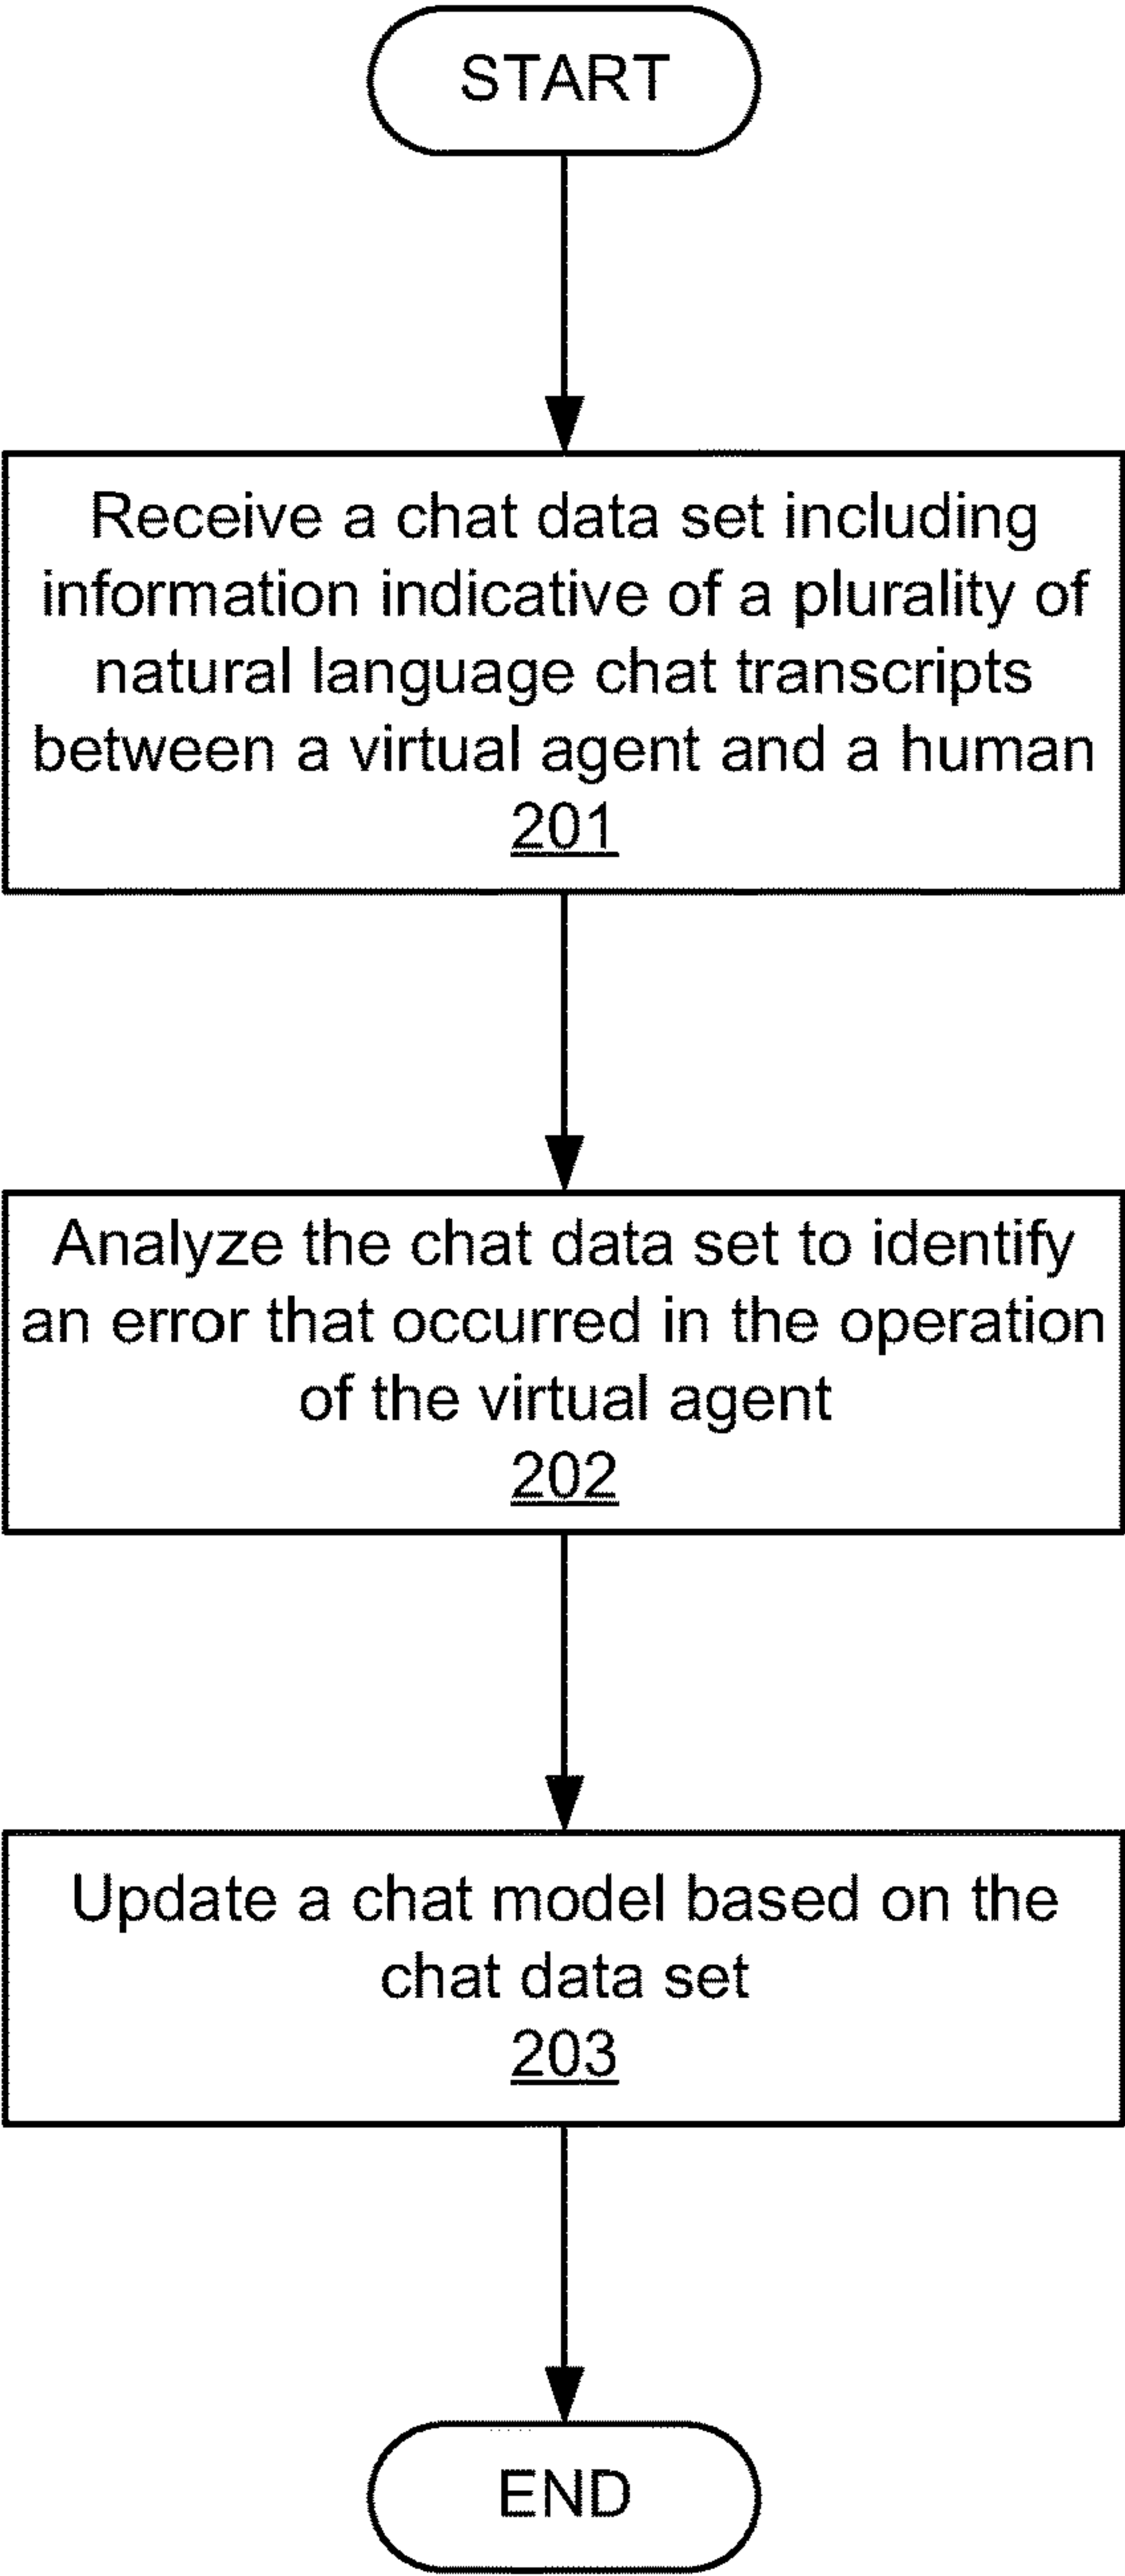 START
Receive a chat data set including
information indicative of a plurality of
natural language chat transcripts
between a virtual agent and a human
201
Analyze the chat data set to identify
an error that occurred in the operation
of the virtual agent
202
Update a chat model based on the
chat data set
203
END